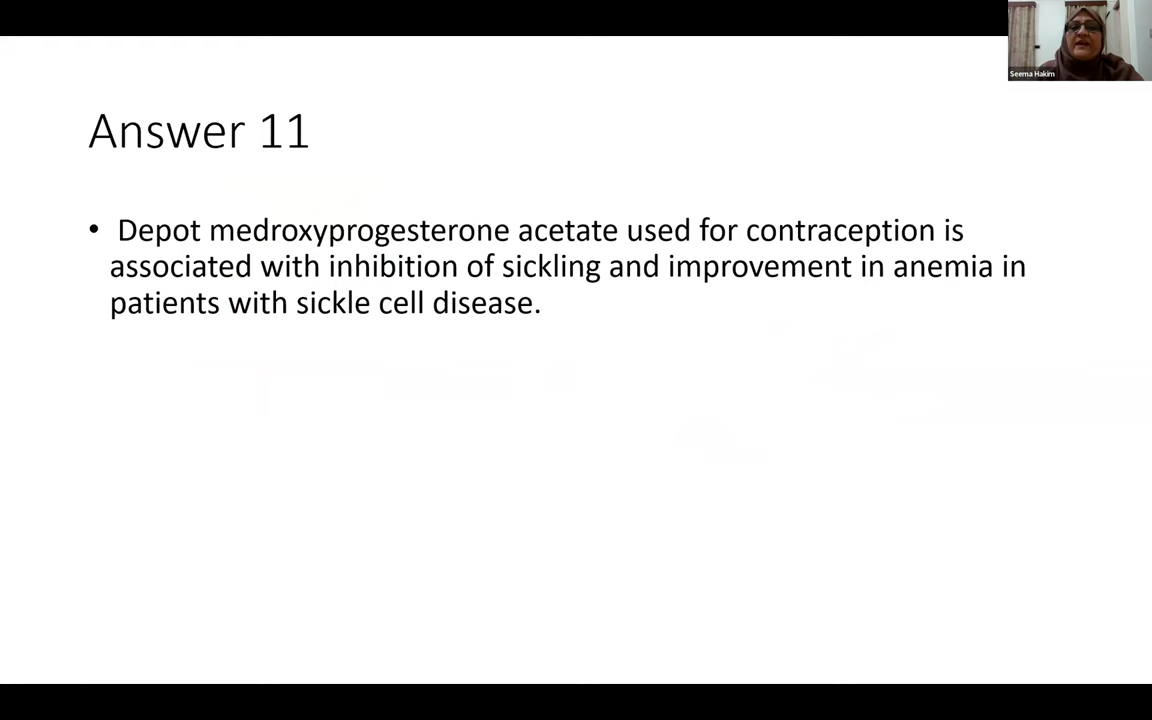 Seema Hakim
Answer 11
• Depot medroxyprogesterone acetate used for contraception is
associated with inhibition of sickling and improvement in anemia in
patients with sickle cell disease.